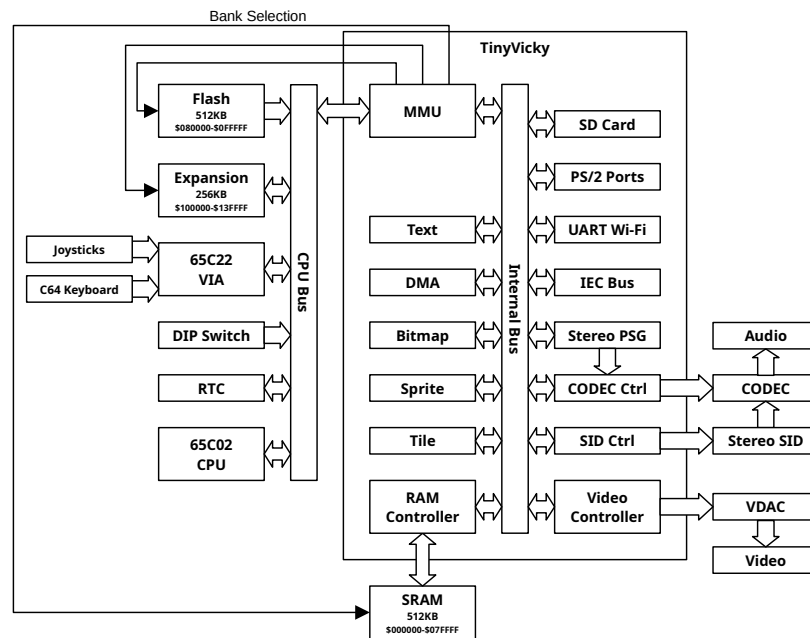 Bank Selection
TinyVicky
Flash
512KB
$080000-$0FFFFF
MMU
SD Card
Expansion
256KB
$100000-$13FFFF
PS/2 Ports
Joysticks
65C22
VIA
CPU Bus
Text
Internal Bus
UART Wi-Fi
C64 Keyboard
DMA
IEC Bus
DIP Switch
Bitmap
Stereo PSG
Audio
RTC
Sprite
CODEC Ctrl
CODEC
65C02
CPU
Tile
SID Ctrl
Stereo SID
RAM
Controller
Video
Controller
VDAC
Video
SRAM
512KB
$000000-$07FFFF